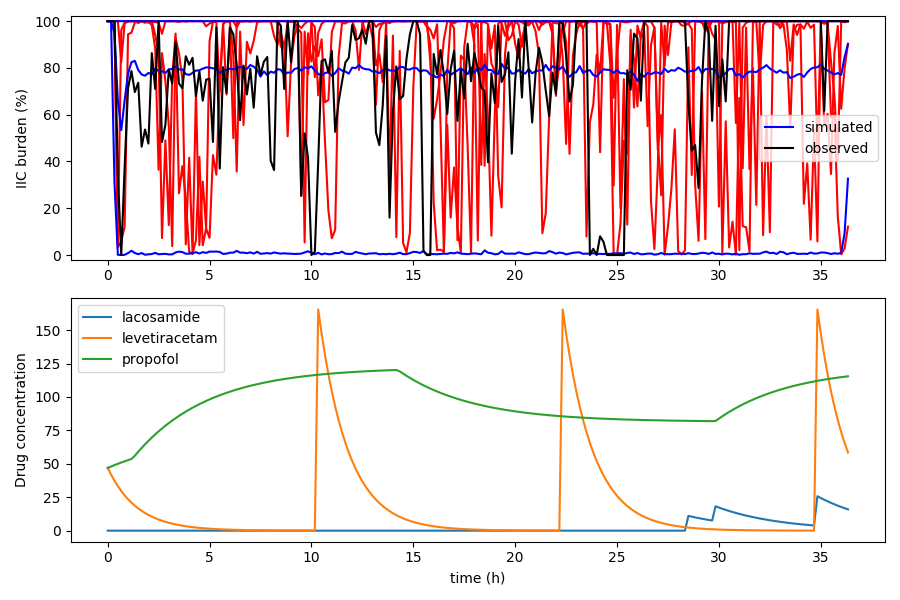 100
80
60
40
20
0
IIC burden (%)
simulated
observed
0 5 10 15 20 25 30 35
150
125
100
75
50
25
0
Drug concentration
lacosamide
levetiracetam
propofol
0 5 10 15 20 25 30 35
time (h)